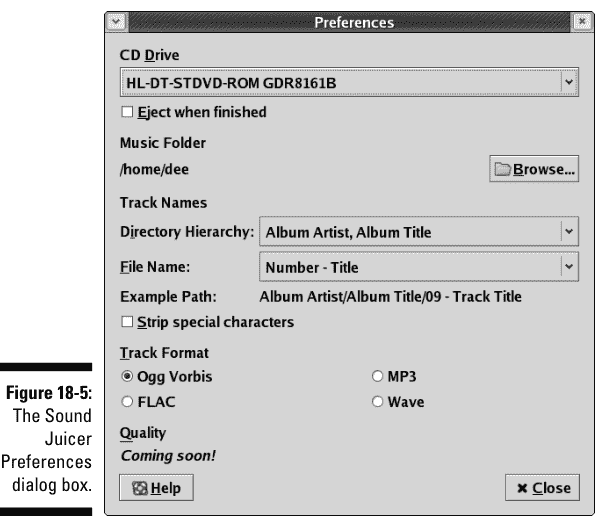 Preferences
CD Drive
HL-DT-STDVD-ROM GDR8161B
Eject when finished
Music Folder
/home/dee
Browse...
Track Names
Directory Hierarchy: Album Artist, Album Title
File Name: Number - Title
Example Path: Album Artist/Album Title/09 - Track Title
Strip special characters
Track Format
Ogg Vorbis
MP3
FLAC
Wave
Quality
Coming soon!
Help
Close
Figure 18-5:
The Sound
Juicer
Preferences
dialog box.